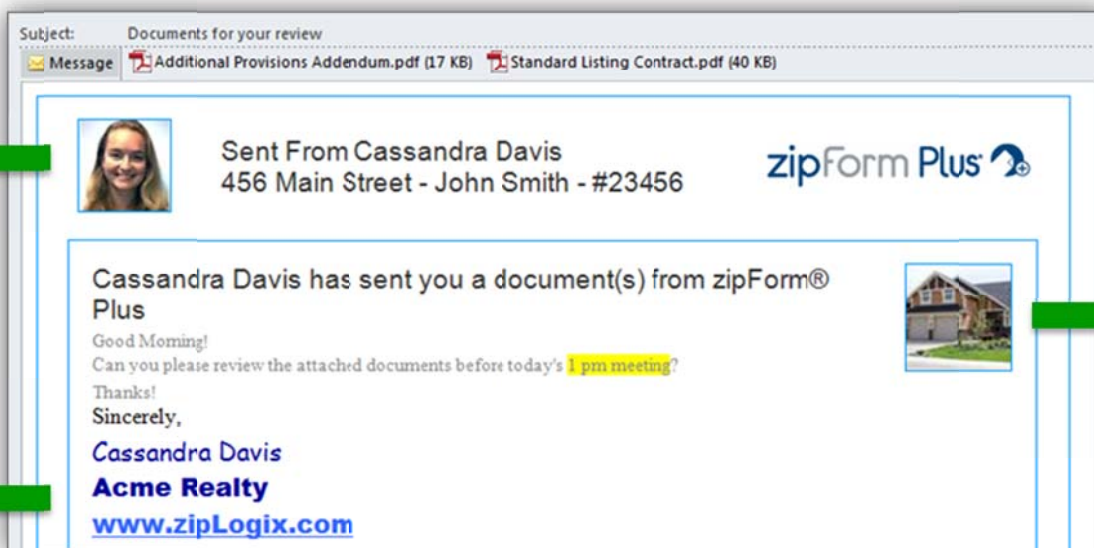 Subject: Documents for your review
Message Additional Provisions Addendum.pdf (17 KB) Standard Listing Contract.pdf (40 KB)
Sent From Cassandra Davis
456 Main Street - John Smith - #23456
zipForm Plus
Cassandra Davis has sent you a document(s) from zipForm®
Plus
Good Morning!
Can you please review the attached documents before today's 1 pm meeting?
Thanks!
Sincerely,
Cassandra Davis
Acme Realty
www.zipLogix.com